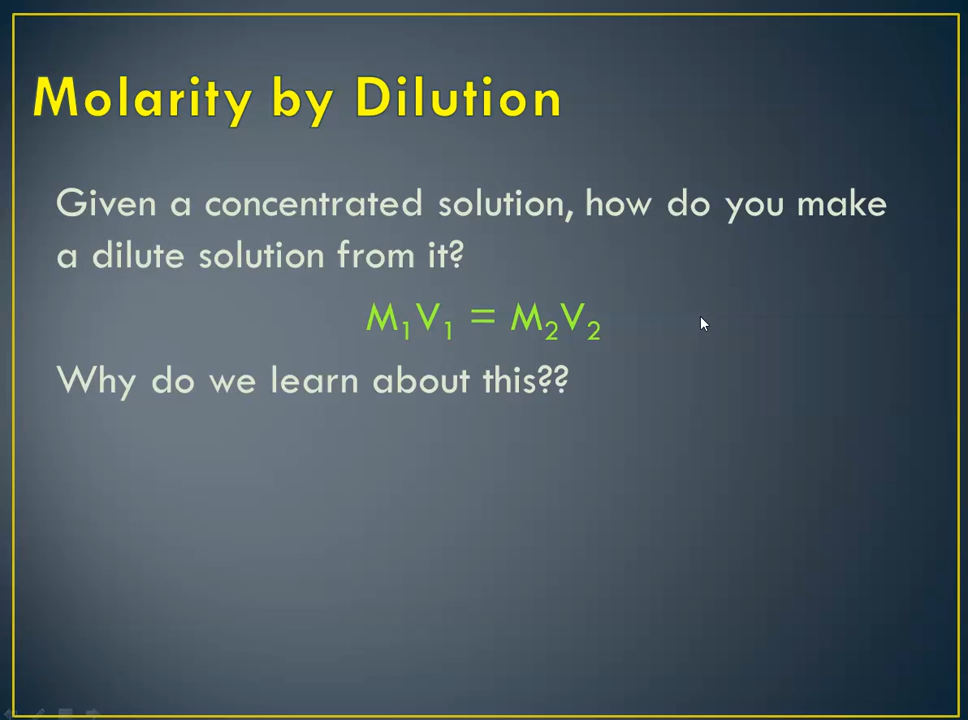 Molarity by Dilution
Given a concentrated solution, how do you make
a dilute solution from it?
M₁V₁ = M₂V₂
Why do we learn about this??